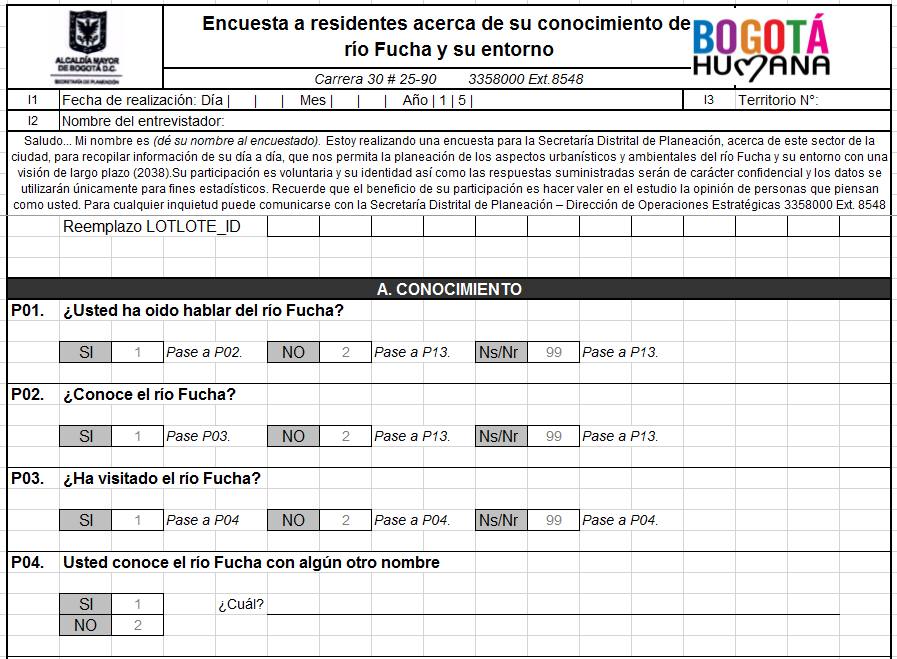 Encuesta a residentes acerca de su conocimiento de
río Fucha y su entorno
ALCALDÍA MAYOR
DE BOGOTÁ D.C.
SECRETARÍA DE PLANEACIÓN
BOGOTÁ
HUMANA
Carrera 30 # 25-90 3358000 Ext.8548
I1 Fecha de realización: Día | | | Mes | | | Año | 1 | 5 | I3 Territorio N°:
I2 Nombre del entrevistador:
Saludo... Mi nombre es (dé su nombre al encuestado). Estoy realizando una encuesta para la Secretaría Distrital de Planeación, acerca de este sector de la
ciudad, para recopilar información de su día a día, que nos permita la planeación de los aspectos urbanísticos y ambientales del río Fucha y su entorno con una
visión de largo plazo (2038).Su participación es voluntaria y su identidad así como las respuestas suministradas serán de carácter confidencial y los datos se
utilizarán únicamente para fines estadísticos. Recuerde que el beneficio de su participación es hacer valer en el estudio la opinión de personas que piensan
como usted. Para cualquier inquietud puede comunicarse con la Secretaría Distrital de Planeación – Dirección de Operaciones Estratégicas 3358000 Ext. 8548
Reemplazo LOTLOTE_ID
A. CONOCIMIENTO
P01. ¿Usted ha oido hablar del río Fucha?
SI 1 Pase a P02. NO 2 Pase a P13. Ns/Nr 99 Pase a P13.
P02. ¿Conoce el río Fucha?
SI 1 Pase P03. NO 2 Pase a P13. Ns/Nr 99 Pase a P13.
P03. ¿Ha visitado el río Fucha?
SI 1 Pase a P04 NO 2 Pase a P04. Ns/Nr 99 Pase a P04.
P04. Usted conoce el río Fucha con algún otro nombre
SI 1 ¿Cuál?
NO 2